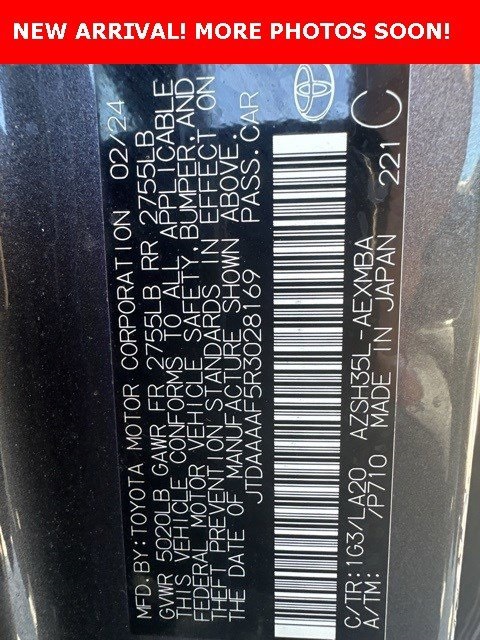 NEW ARRIVAL! MORE PHOTOS SOON!
MFD.BY:TOYOTA MOTOR CORPORATION 02/24
GVWR 5020LB GAWR FR 2755LB RR 2755LB
THIS VEHICLE CONFORMS TO ALL APPLICABLE
FEDERAL MOTOR VEHICLE SAFETY,BUMPER,AND
THEFT PREVENTION STANDARDS IN EFFECT ON
THE DATE OF MANUFACTURE SHOWN ABOVE.
JTDAAAAF5R3028169 PASS.CAR
C/TR:1G3/LA20 AZSH35L-AEXMBA
A/TM: /P710 MADE IN JAPAN 221 C